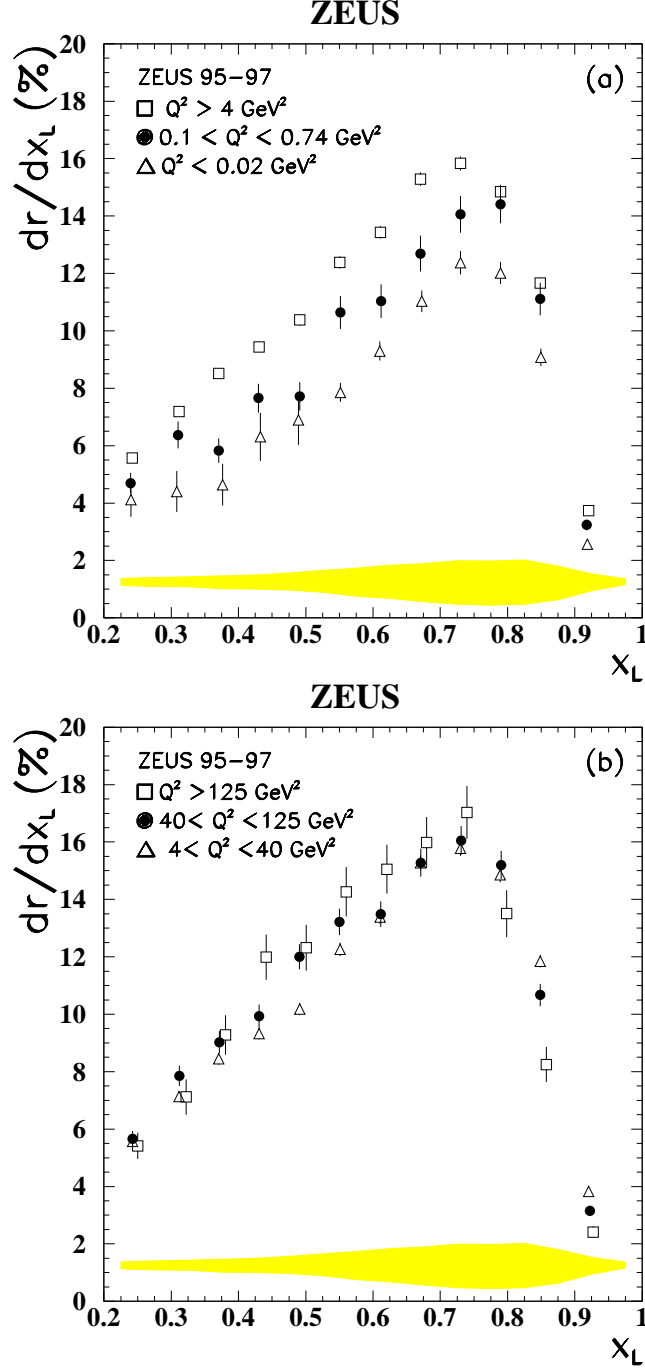 ZEUS
dr/dx_L (%)
ZEUS 95-97
(a)
Q² > 4 GeV²
0.1 < Q² < 0.74 GeV²
Q² < 0.02 GeV²
20
18
16
14
12
10
8
6
4
2
0
0.2 0.3 0.4 0.5 0.6 0.7 0.8 0.9 1
x_L
ZEUS
dr/dx_L (%)
ZEUS 95-97
(b)
Q² >125 GeV²
40< Q² <125 GeV²
4< Q² <40 GeV²
20
18
16
14
12
10
8
6
4
2
0
0.2 0.3 0.4 0.5 0.6 0.7 0.8 0.9 1
x_L